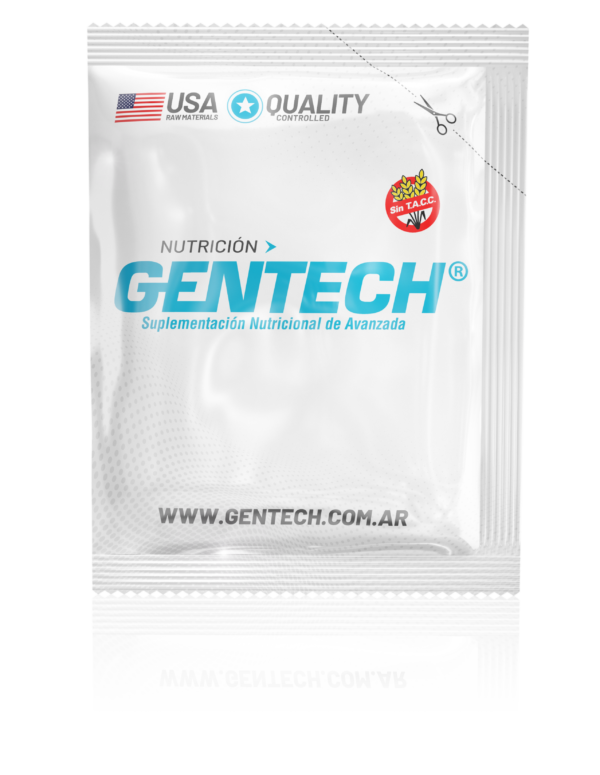 USA
RAW MATERIALS
QUALITY
CONTROLLED
Sin T.A.C.C.
NUTRICIÓN
GENTECH®
Suplementación Nutricional de Avanzada
WWW.GENTECH.COM.AR